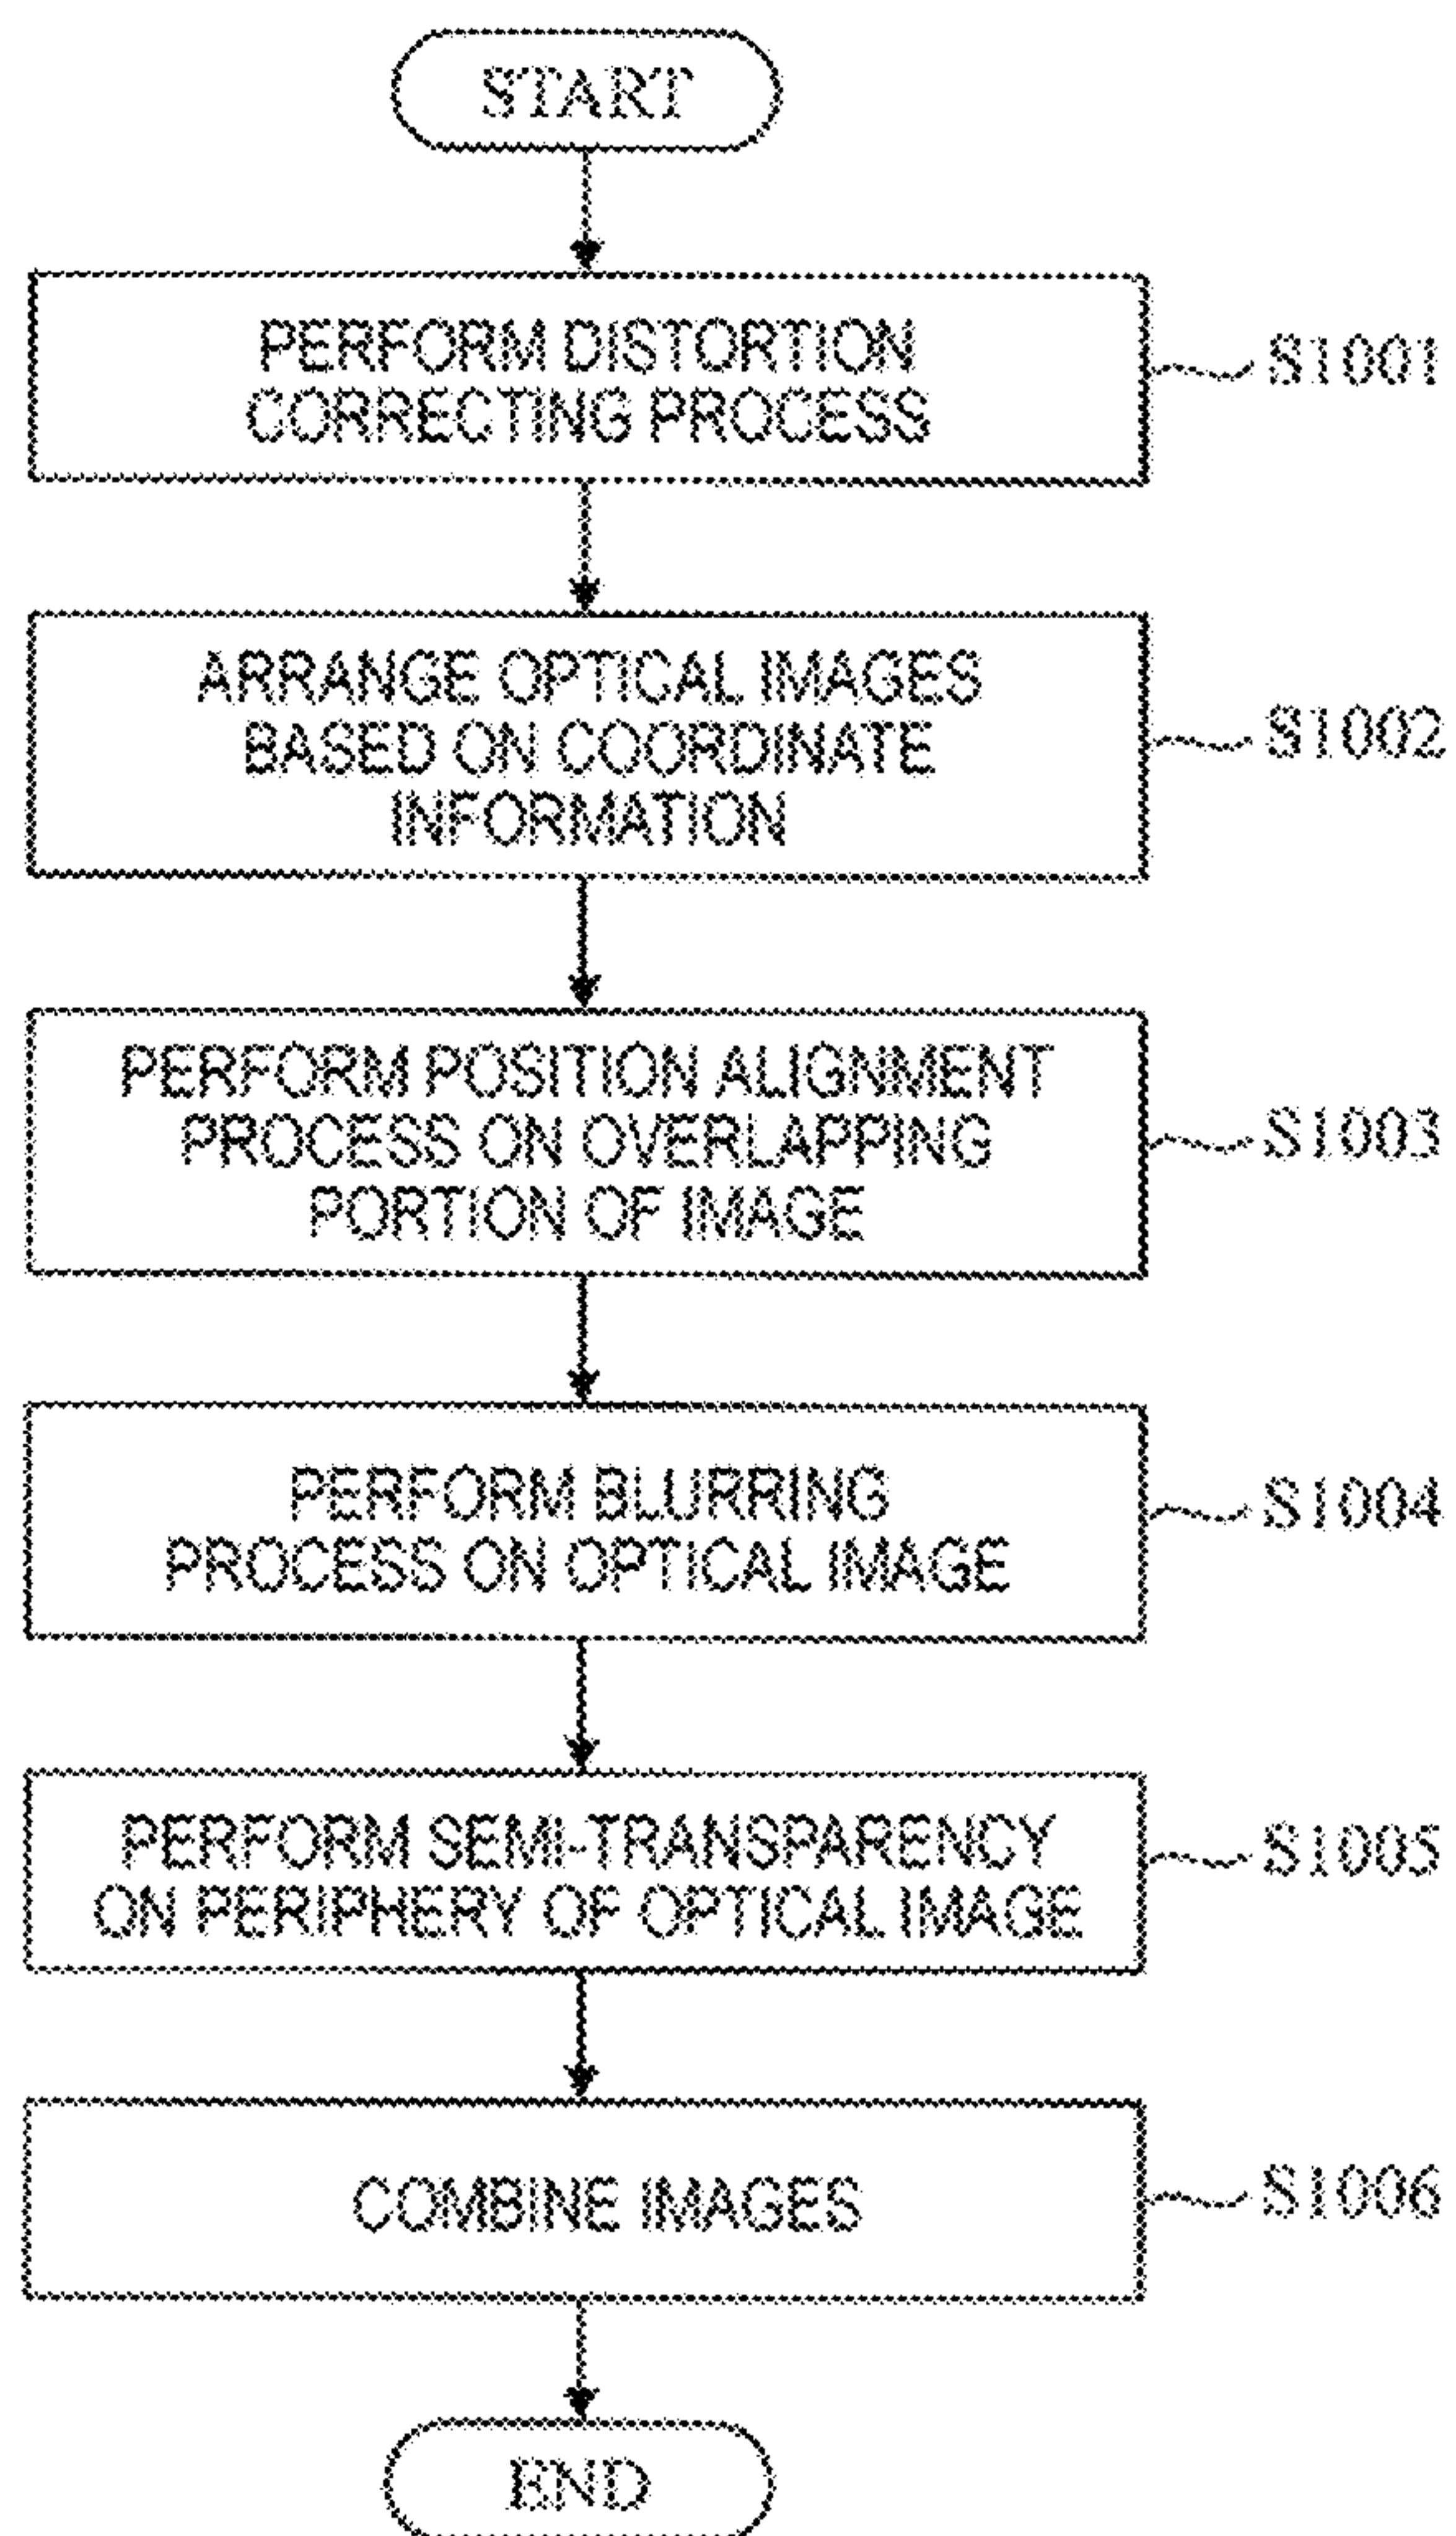 START
PERFORM DISTORTION
CORRECTING PROCESS
S1001
ARRANGE OPTICAL IMAGES
BASED ON COORDINATE
INFORMATION
S1002
PERFORM POSITION ALIGNMENT
PROCESS ON OVERLAPPING
PORTION OF IMAGE
S1003
PERFORM BLURRING
PROCESS ON OPTICAL IMAGE
S1004
PERFORM SEMI-TRANSPARENCY
ON PERIPHERY OF OPTICAL IMAGE
S1005
COMBINE IMAGES
S1006
END